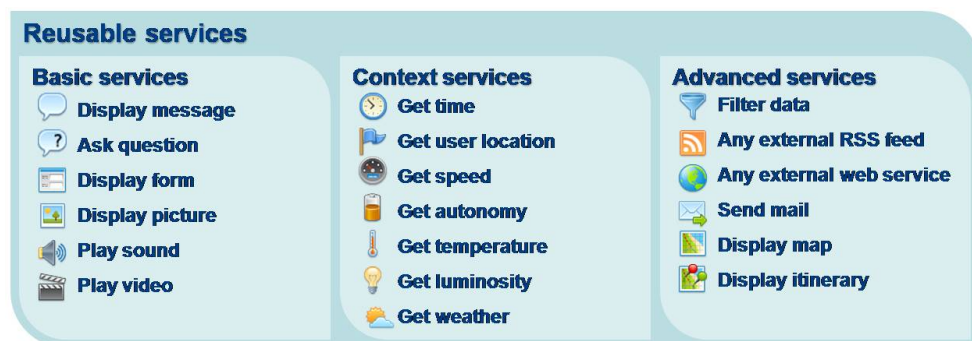 Reusable services
Basic services
Display message
Ask question
Display form
Display picture
Play sound
Play video
Context services
Get time
Get user location
Get speed
Get autonomy
Get temperature
Get luminosity
Get weather
Advanced services
Filter data
Any external RSS feed
Any external web service
Send mail
Display map
Display itinerary